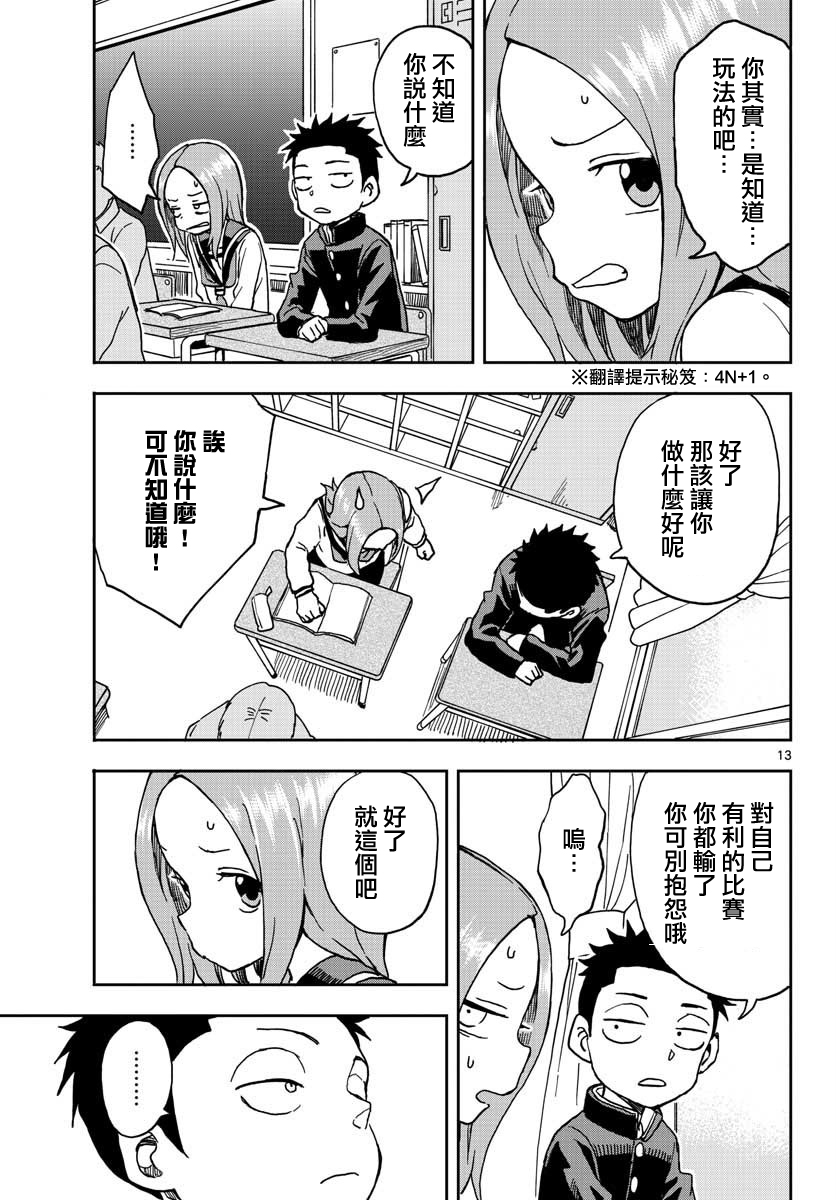 你其實…是知道…
玩法的吧…
不知道
你説什麼
……
※翻譯提示秘笈：4N+1。
好了
那該讓你
做什麼好呢
誒
你說什麼！
可不知道哦！
13
對自己
有利的比賽
你都輸了
你可別抱怨哦
嗚…
好了
就這個吧
……